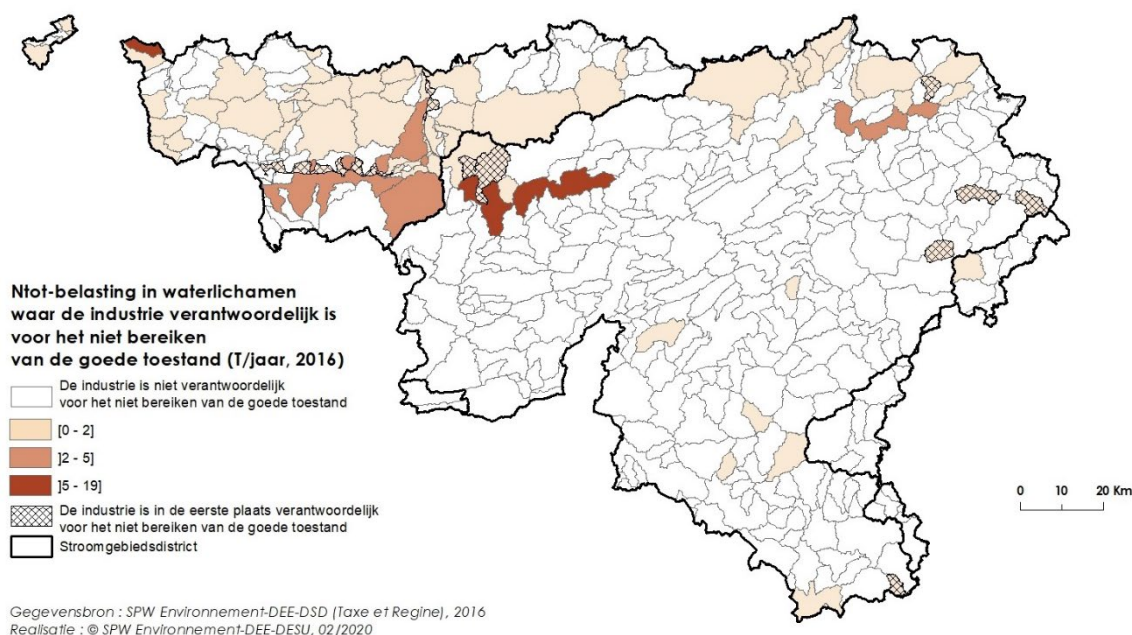 Ntot-belasting in waterlichamen
waar de industrie verantwoordelijk is
voor het niet bereiken
van de goede toestand (T/jaar, 2016)
De industrie is niet verantwoordelijk
voor het niet bereiken van de goede toestand
[0 - 2]
]2 - 5]
]5 - 19]
De industrie is in de eerste plaats verantwoordelijk
voor het niet bereiken van de goede toestand
Stroomgebiedsdistrict
0 10 20 Km
Gegevensbron : SPW Environnement-DEE-DSD (Taxe et Regine), 2016
Realisatie : © SPW Environnement-DEE-DESU, 02/2020